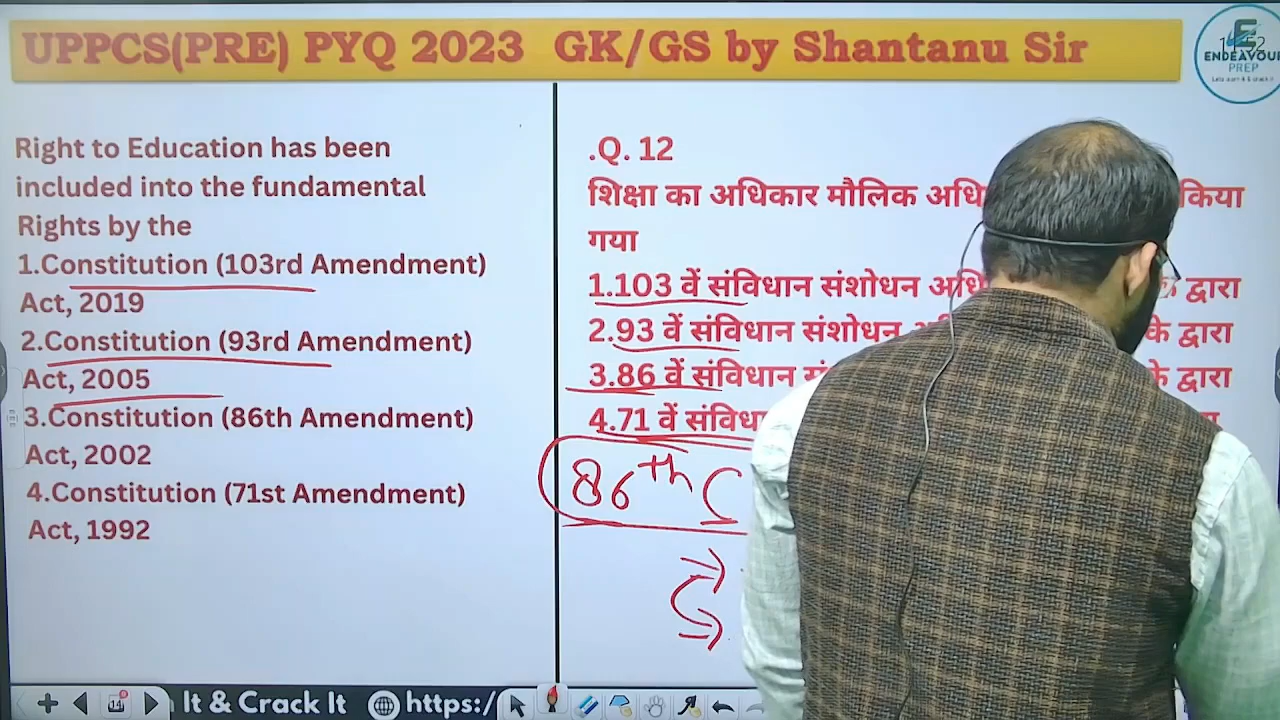 UPPCS(PRE) PYQ 2023 GK/GS by Shantanu Sir
ENDEAVOUR
PREP
Right to Education has been
included into the fundamental
Rights by the
1.Constitution (103rd Amendment)
Act, 2019
2.Constitution (93rd Amendment)
Act, 2005
3.Constitution (86th Amendment)
Act, 2002
4.Constitution (71st Amendment)
Act, 1992
.Q. 12
शिक्षा का अधिकार मौलिक किया
गया
1.103 वें संविधान संशोधन के द्वारा
2.93 वें संविधान संशोधन के द्वारा
3.86 वें संविधान के द्वारा
4.71 वें
86th C
It & Crack It https:/
14